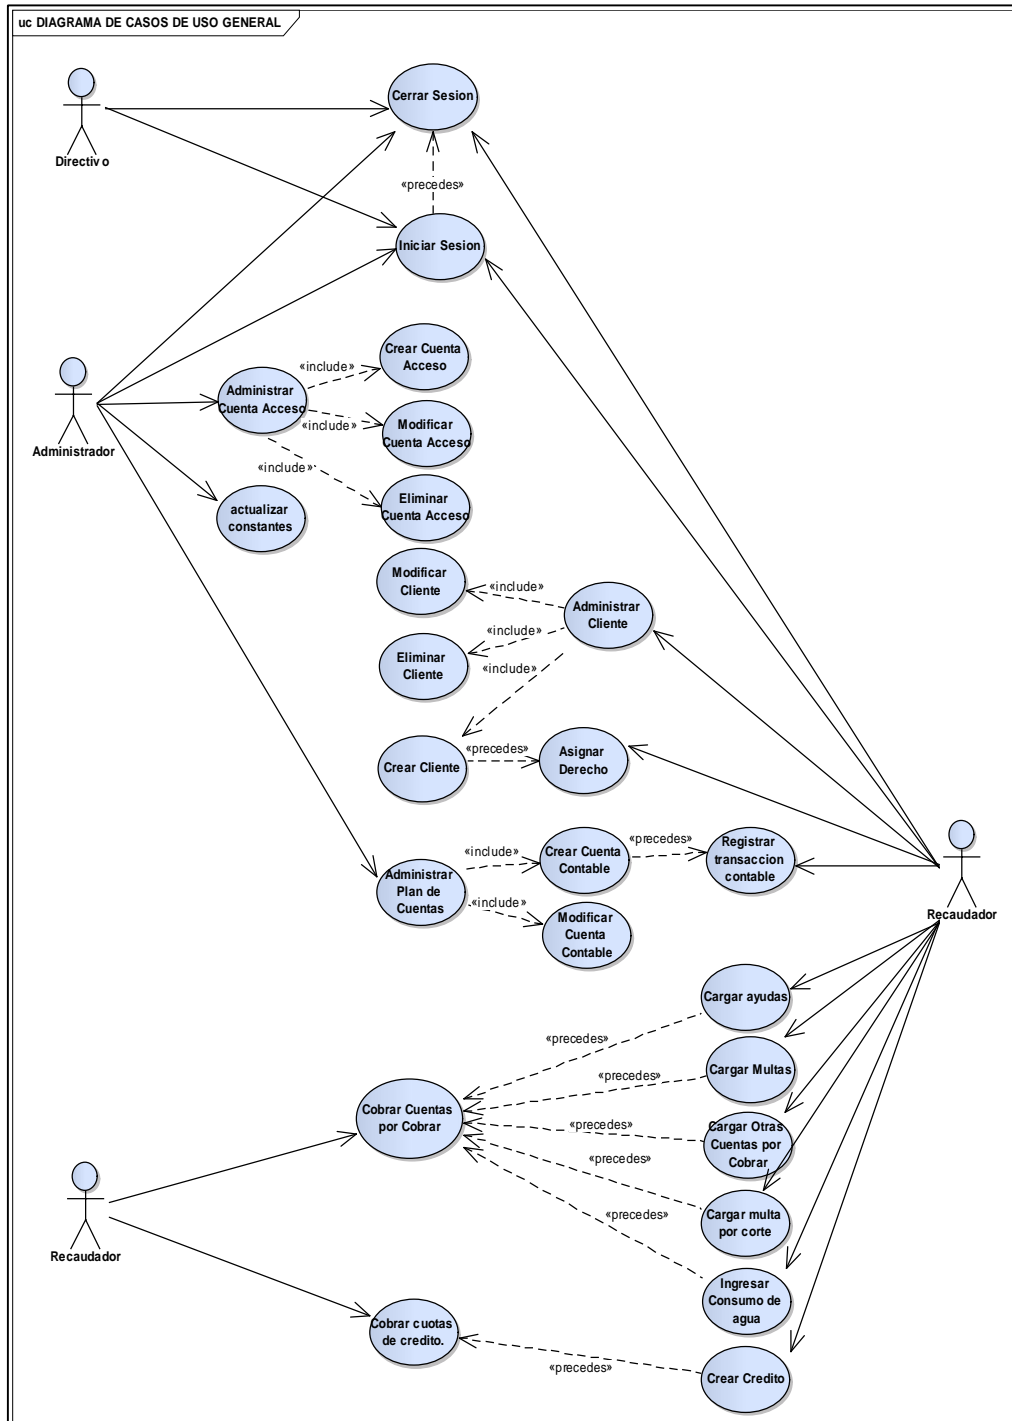 uc DIAGRAMA DE CASOS DE USO GENERAL
Cerrar Sesion
Directivo
«precedes»
Iniciar Sesion
Crear Cuenta
Acceso
«include»
Administrar
Cuenta Acceso
Modificar
Cuenta Acceso
«include»
Administrador
«include»
Eliminar
Cuenta Acceso
actualizar
constantes
Modificar
Cliente
«include»
Administrar
Cliente
«include»
Eliminar
Cliente
«include»
Crear Cliente
«precedes»
Asignar
Derecho
Administrar
Plan de
Cuentas
«include»
Crear Cuenta
Contable
«precedes»
Registrar
transaccion
contable
«include»
Modificar
Cuenta
Contable
Recaudador
Cargar ayudas
«precedes»
Cargar Multas
«precedes»
Cobrar Cuentas
por Cobrar
«precedes»
Cargar Otras
Cuentas por
Cobrar
«precedes»
Cargar multa
por corte
«precedes»
Recaudador
Ingresar
Consumo de
agua
Cobrar cuotas
de credito.
«precedes»
Crear Credito